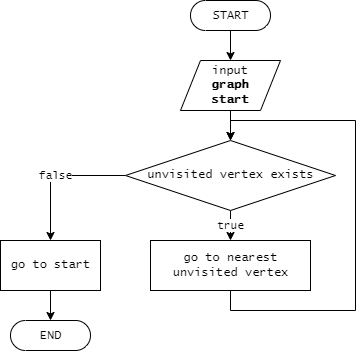 START
input
graph
start
unvisited vertex exists
false
true
go to start
go to nearest
unvisited vertex
END